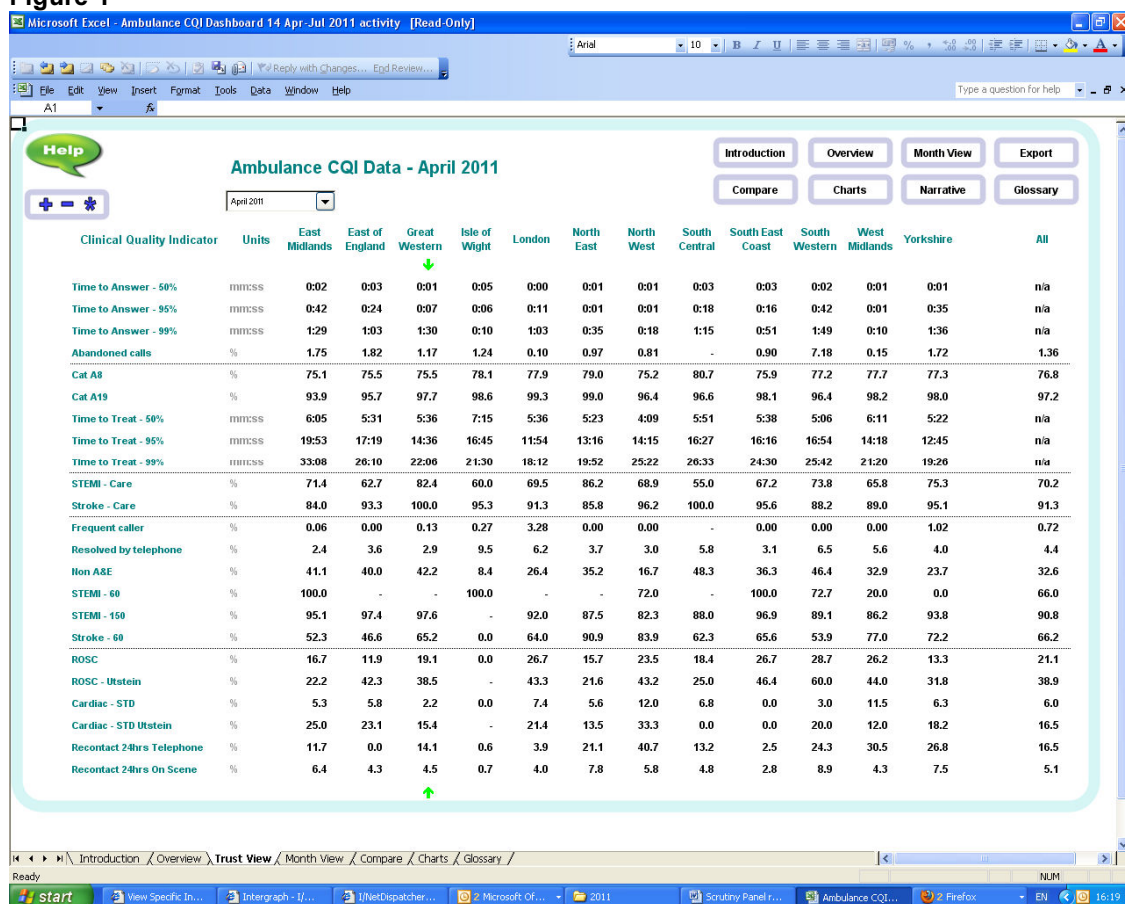 Figure 1
Microsoft Excel - Ambulance CQI Dashboard 14 Apr-Jul 2011 activity [Read-Only]
Arial 10 B I U
Reply with Changes... End Review...
File Edit View Insert Format Tools Data Window Help Type a question for help
A1 fx
Help
Ambulance CQI Data - April 2011
Introduction Overview Month View Export
Compare Charts Narrative Glossary
April 2011
Clinical Quality Indicator Units East Midlands East of England Great Western Isle of Wight London North East North West South Central South East Coast South Western West Midlands Yorkshire All
Time to Answer - 50% mm:ss 0:02 0:03 0:01 0:05 0:00 0:01 0:01 0:03 0:03 0:02 0:01 0:01 n/a
Time to Answer - 95% mm:ss 0:42 0:24 0:07 0:06 0:11 0:01 0:01 0:18 0:16 0:42 0:01 0:35 n/a
Time to Answer - 99% mm:ss 1:29 1:03 1:30 0:10 1:03 0:35 0:18 1:15 0:51 1:49 0:10 1:36 n/a
Abandoned calls % 1.75 1.82 1.17 1.24 0.10 0.97 0.81 - 0.90 7.18 0.15 1.72 1.36
Cat A8 % 75.1 75.5 75.5 78.1 77.9 79.0 75.2 80.7 75.9 77.2 77.7 77.3 76.8
Cat A19 % 93.9 95.7 97.7 98.6 99.3 99.0 96.4 96.6 98.1 96.4 98.2 98.0 97.2
Time to Treat - 50% mm:ss 6:05 5:31 5:36 7:15 5:36 5:23 4:09 5:51 5:38 5:06 6:11 5:22 n/a
Time to Treat - 95% mm:ss 19:53 17:19 14:36 16:45 11:54 13:16 14:15 16:27 16:16 16:54 14:18 12:45 n/a
Time to Treat - 99% mm:ss 33:08 26:10 22:06 21:30 18:12 19:52 25:22 26:33 24:30 25:42 21:20 19:26 n/a
STEMI - Care % 71.4 62.7 82.4 60.0 69.5 86.2 68.9 55.0 67.2 73.8 65.8 75.3 70.2
Stroke - Care % 84.0 93.3 100.0 95.3 91.3 85.8 96.2 100.0 95.6 88.2 89.0 95.1 91.3
Frequent caller % 0.06 0.00 0.13 0.27 3.28 0.00 0.00 - 0.00 0.00 0.00 1.02 0.72
Resolved by telephone % 2.4 3.6 2.9 9.5 6.2 3.7 3.0 5.8 3.1 6.5 5.6 4.0 4.4
Non A&E % 41.1 40.0 42.2 8.4 26.4 35.2 16.7 48.3 36.3 46.4 32.9 23.7 32.6
STEMI - 60 % 100.0 - - 100.0 - - 72.0 - 100.0 72.7 20.0 0.0 66.0
STEMI - 150 % 95.1 97.4 97.6 - 92.0 87.5 82.3 88.0 96.9 89.1 86.2 93.8 90.8
Stroke - 60 % 52.3 46.6 65.2 0.0 64.0 90.9 83.9 62.3 65.6 53.9 77.0 72.2 66.2
ROSC % 16.7 11.9 19.1 0.0 26.7 15.7 23.5 18.4 26.7 28.7 26.2 13.3 21.1
ROSC - Utstein % 22.2 42.3 38.5 - 43.3 21.6 43.2 25.0 46.4 60.0 44.0 31.8 38.9
Cardiac - STD % 5.3 5.8 2.2 0.0 7.4 5.6 12.0 6.8 0.0 3.0 11.5 6.3 6.0
Cardiac - STD Utstein % 25.0 23.1 15.4 - 21.4 13.5 33.3 0.0 0.0 20.0 12.0 18.2 16.5
Recontact 24hrs Telephone % 11.7 0.0 14.1 0.6 3.9 21.1 40.7 13.2 2.5 24.3 30.5 26.8 16.5
Recontact 24hrs On Scene % 6.4 4.3 4.5 0.7 4.0 7.8 5.8 4.8 2.8 8.9 4.3 7.5 5.1
Introduction / Overview \ Trust View / Month View / Compare / Charts / Glossary /
Ready NUM
start View Specific In... Intergraph - I/... I/NetDispatcher... 2 Microsoft Of... 2011 Scrutiny Panel r... Ambulance CQI... 2 Firefox EN 16:19